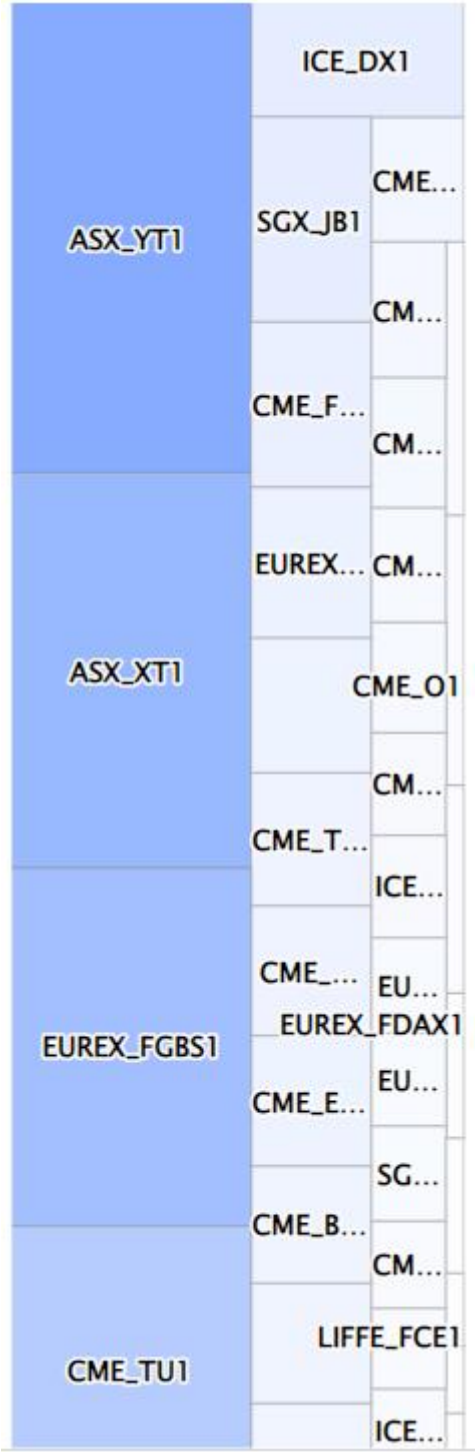 ICE_DX1
CME...
SGX_JB1
ASX_YT1
CM...
CME_F...
CM...
EUREX...
CM...
ASX_XT1
CME_O1
CM...
CME_T...
ICE...
CME_...
EU...
EUREX_FDAX1
EUREX_FGBS1
EU...
CME_E...
SG...
CME_B...
CM...
LIFFE_FCE1
CME_TU1
ICE...